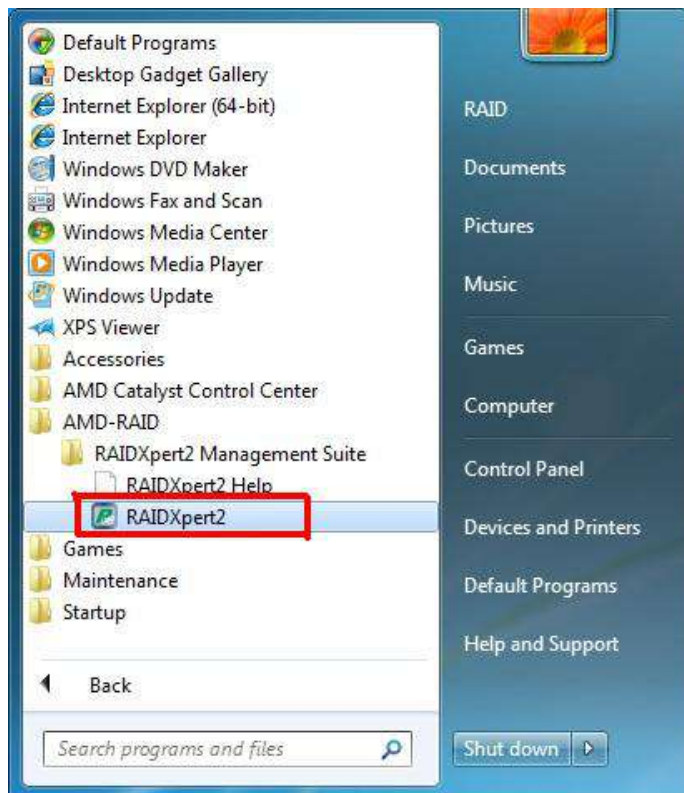 Default Programs
Desktop Gadget Gallery
Internet Explorer (64-bit)
Internet Explorer
Windows DVD Maker
Windows Fax and Scan
Windows Media Center
Windows Media Player
Windows Update
XPS Viewer
Accessories
AMD Catalyst Control Center
AMD-RAID
RAIDXpert2 Management Suite
RAIDXpert2 Help
RAIDXpert2
Games
Maintenance
Startup
Back
Search programs and files
RAID
Documents
Pictures
Music
Games
Computer
Control Panel
Devices and Printers
Default Programs
Help and Support
Shut down